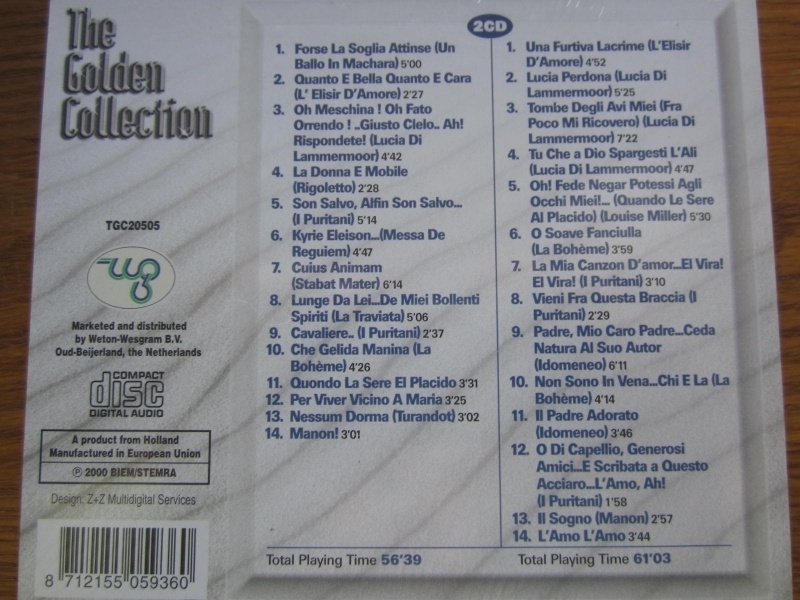 The
Golden
Collection
TGC20505
Marketed and distributed
by Weton-Wesgram B.V.
Oud-Beijerland, the Netherlands
COMPACT
disc
DIGITAL AUDIO
A product from Holland
Manufactured in European Union
℗ 2000 BIEM/STEMRA
Design: Z+Z Multidigital Services
8 712155 059360
2CD
1. Forse La Soglia Attinse (Un
Ballo In Machara) 5'00
2. Quanto E Bella Quanto E Cara
(L' Elisir D'Amore) 2'27
3. Oh Meschina ! Oh Fato
Orrendo ! ..Giusto Cielo.. Ah!
Rispondete! (Lucia Di
Lammermoor) 4'42
4. La Donna E Mobile
(Rigoletto) 2'28
5. Son Salvo, Alfin Son Salvo...
(I Puritani) 5'14
6. Kyrie Eleison...(Messa De
Reguiem) 4'47
7. Cuius Animam
(Stabat Mater) 6'14
8. Lunge Da Lei...De Miei Bollenti
Spiriti (La Traviata) 5'06
9. Cavaliere.. (I Puritani) 2'37
10. Che Gelida Manina (La
Bohème) 4'26
11. Quondo La Sere El Placido 3'31
12. Per Viver Vicino A Maria 3'25
13. Nessum Dorma (Turandot) 3'02
14. Manon! 3'01
Total Playing Time 56'39
1. Una Furtiva Lacrime (L'Elisir
D'Amore) 4'52
2. Lucia Perdona (Lucia Di
Lammermoor) 5'25
3. Tombe Degli Avi Miei (Fra
Poco Mi Ricovero) (Lucia Di
Lammermoor) 7'22
4. Tu Che a Dio Spargesti L'Ali
(Lucia Di Lammermoor) 4'47
5. Oh! Fede Negar Potessi Agli
Occhi Miei!... (Quando Le Sere
Al Placido) (Louise Miller) 5'30
6. O Soave Fanciulla
(La Bohème) 3'59
7. La Mia Canzon D'amor...El Vira!
El Vira! (I Puritani) 3'10
8. Vieni Fra Questa Braccia (I
Puritani) 2'29
9. Padre, Mio Caro Padre...Ceda
Natura Al Suo Autor
(Idomeneo) 6'11
10. Non Sono In Vena...Chi E La (La
Bohème) 4'14
11. Il Padre Adorato
(Idomeneo) 3'46
12. O Di Capellio, Generosi
Amici...E Scribata a Questo
Acciaro...L'Amo, Ah!
(I Puritani) 1'58
13. Il Sogno (Manon) 2'57
14. L'Amo L'Amo 3'44
Total Playing Time 61'03